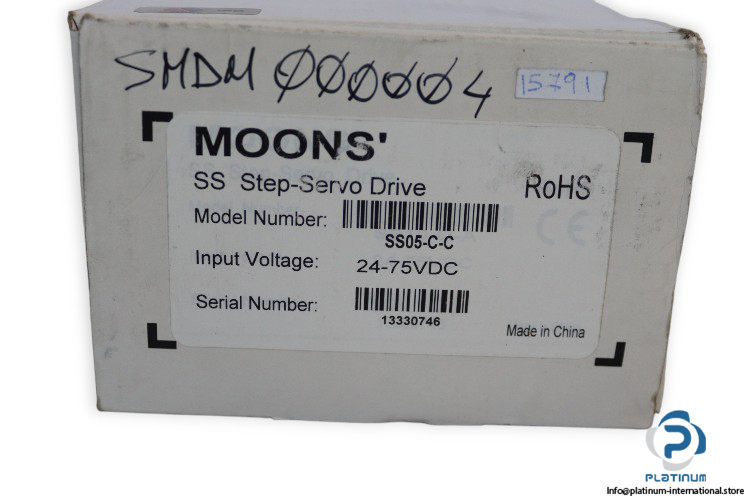 SMDM 0000004 15791
MOONS'
SS Step-Servo Drive
RoHS
Model Number:
SS05-C-C
Input Voltage: 24-75VDC
Serial Number:
13330746
Made in China
PLATINUM
Info@platinum-international.store